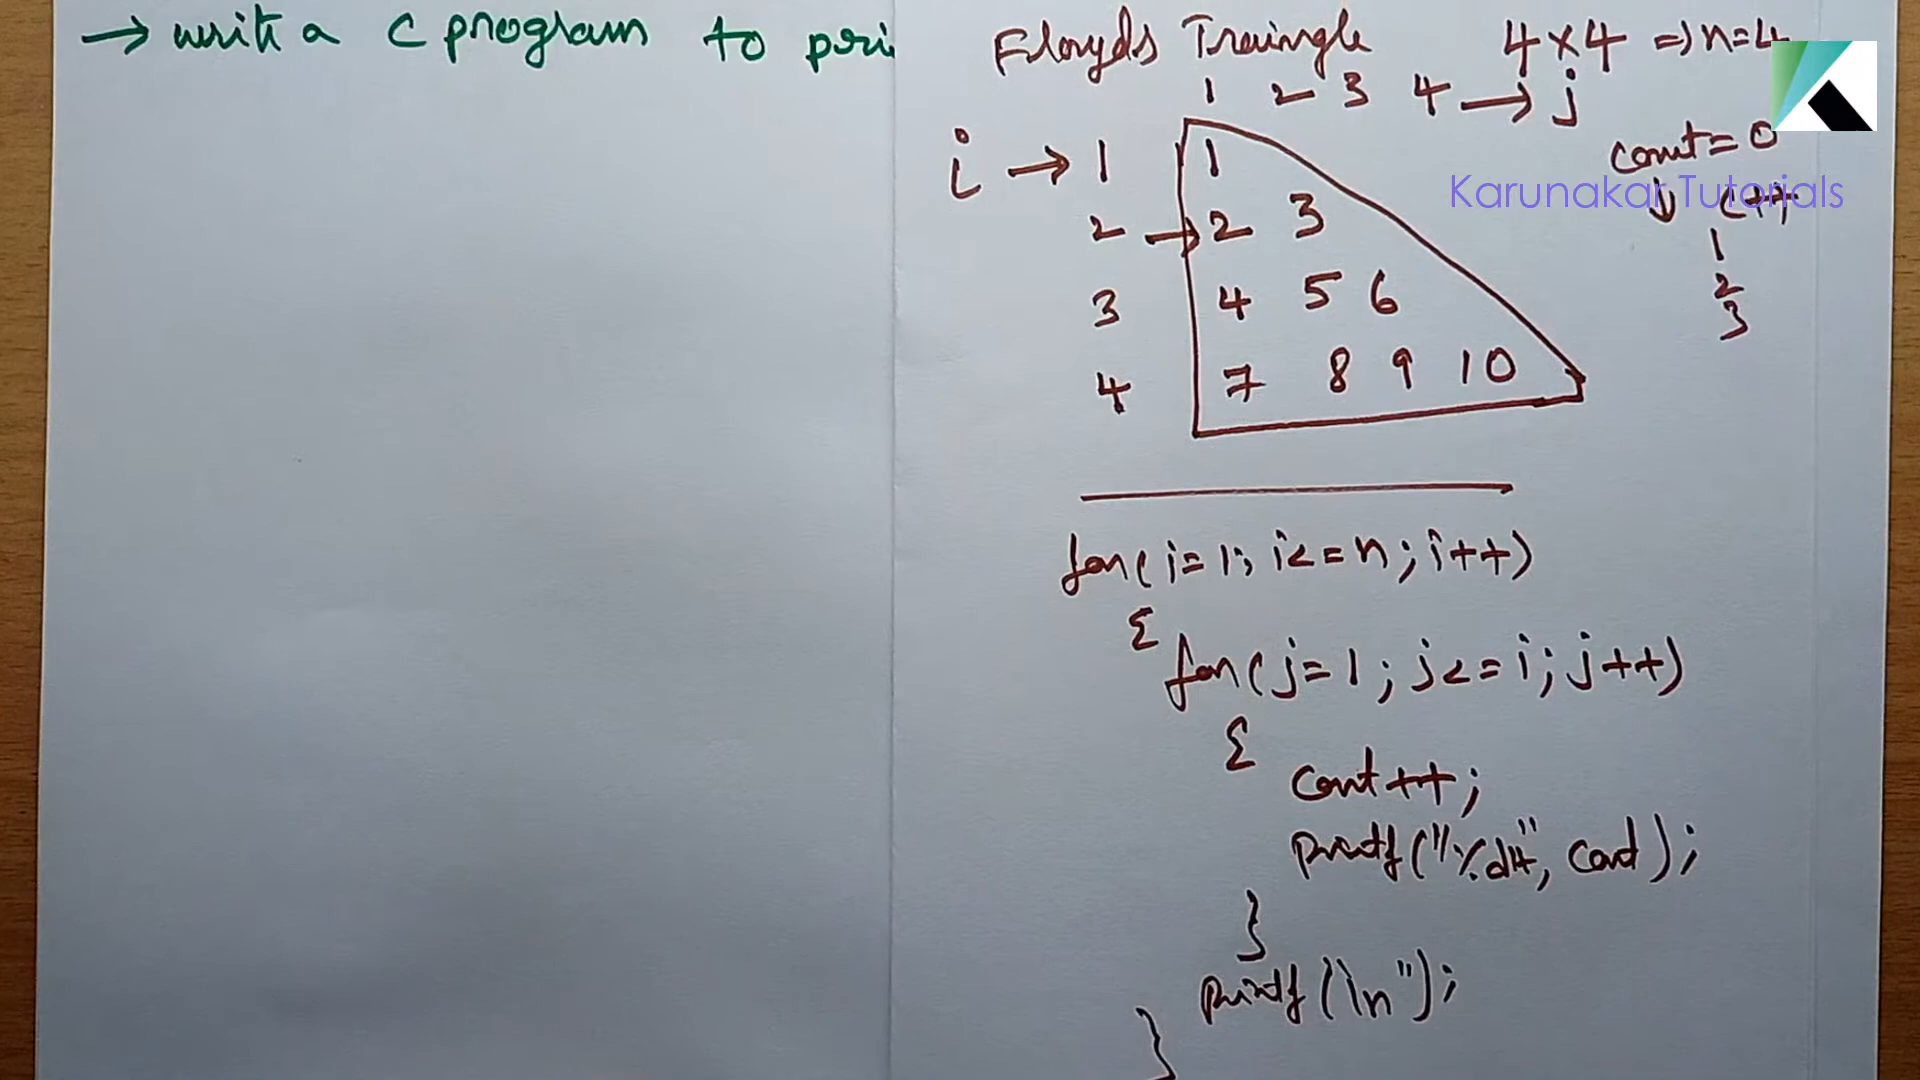 → write a C program to pri
Floyds Traingle 4×4 ⇒ n=4
1 2 3 4 → j
count = 0
i → 1 1
Karunakar Tutorials
↓ C++
2 → 2 3
1
3 4 5 6
2
3
4 7 8 9 10
for(i=1; i<=n; i++)
{
for(j=1; j<=i; j++)
{
count++;
printf("%d\t", count);
}
printf(\n");
}